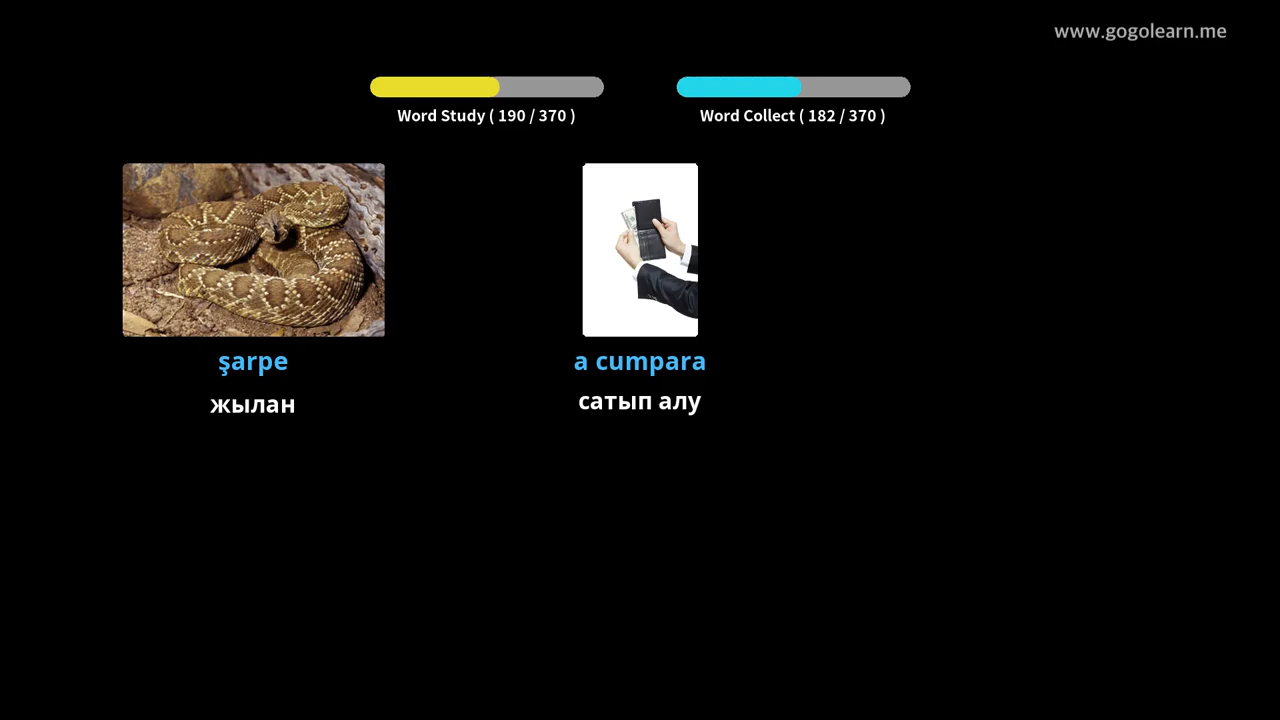 www.gogolearn.me
Word Study ( 190 / 370 )
Word Collect ( 182 / 370 )
şarpe
a cumpara
жылан
сатып алу